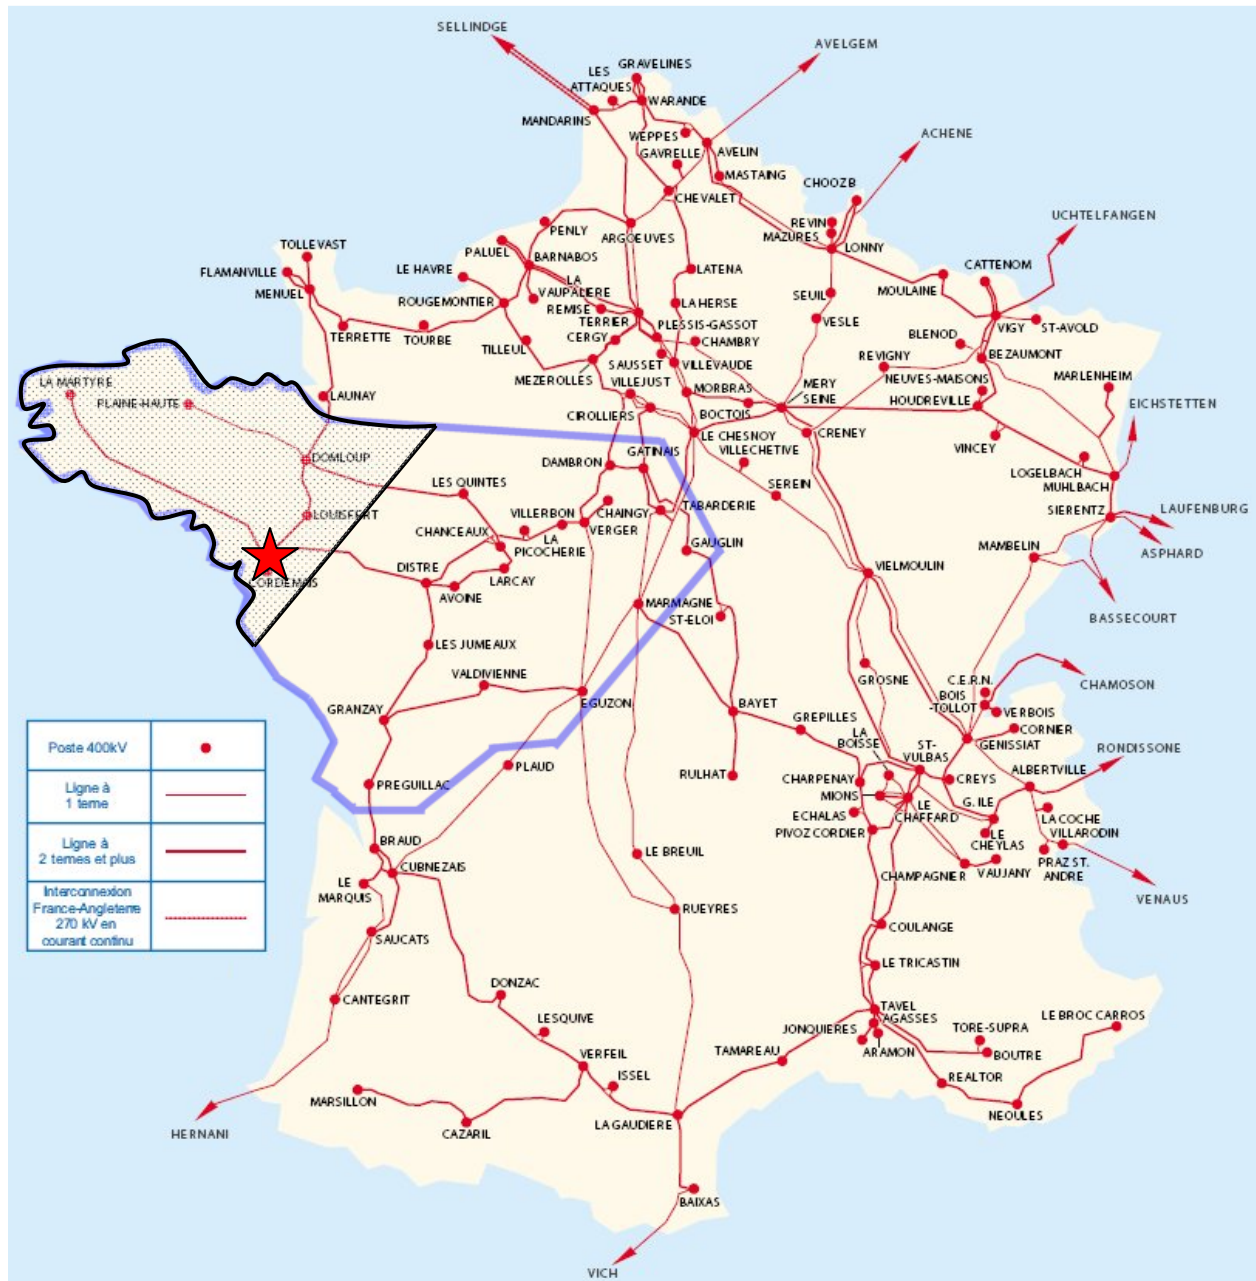 SELLINDGE
AVELGEM
GRAVELINES
LES
ATTAQUES
WARANDE
MANDARINS
WEPPES
GAVRELLE
AVELIN
ACHENE
MASTAING
CHOOZ B
CHEVALET
REVIN
MAZURES
LONNY
UCHTELFANGEN
PENLY
ARGOEUVES
TOLLEVAST
PALUEL
BARNABOS
FLAMANVILLE
MENUEL
LE HAVRE
LA
VAUPALIERE
LATENA
CATTENOM
MOULAINE
ROUGEMONTIER
REMISE
TERRIER
LA HERSE
SEUIL
VESLE
VIGY
ST-AVOLD
TERRETTE
TOURBE
TILLEUL
CERGY
PLESSIS-GASSOT
CHAMBRY
BLENOD
BEZAUMONT
MEZEROLLES
SAUSSET
VILLEVAUDE
REVIGNY
LA MARTYRE
PLAINE-HAUTE
LAUNAY
VILLEJUST
MORBRAS
MERY
SEINE
NEUVES-MAISONS
HOUDREVILLE
MARLENHEIM
EICHSTETTEN
CIROLLIERS
BOCTOIS
LE CHESNOY
CRENEY
VINCEY
DOMLOUP
DAMBRON
GATINAIS
VILLECHETIVE
LOGELBACH
MUHLBACH
LES QUINTES
SEREIN
LOUISFERT
CHANCEAUX
VILLERBON
CHAINGY
TABARDERIE
SIERENTZ
LAUFENBURG
LA
PICOCHERIE
VERGER
GAUGLIN
MAMBELIN
ASPHARD
CORDEMAIS
DISTRE
AVOINE
LARCAY
VIELMOULIN
MARMAGNE
ST-ELOI
BASSECOURT
LES JUMEAUX
VALDIVIENNE
GROSNE
C.E.R.N.
BOIS
-TOLLOT
CHAMOSON
GRANZAY
EGUZON
BAYET
VERBOIS
GREPILLES
CORNIER
LA
BOISSE
ST-
VULBAS
GENISSIAT
RONDISSONE
PLAUD
RULHAT
CHARPENAY
CREYS
ALBERTVILLE
PREGUILLAC
MIONS
LE
CHAFFARD
G. ILE
ECHALAS
LA COCHE
PIVOZ CORDIER
LE
CHEYLAS
VILLARODIN
BRAUD
CUBNEZAIS
LE BREUIL
CHAMPAGNIER
VAUJANY
PRAZ ST.
ANDRE
VENAUS
LE
MARQUIS
RUEYRES
SAUCATS
COULANGE
LE TRICASTIN
CANTEGRIT
DONZAC
LESQUIVE
TAVEL
AGASSES
JONQUIERES
ARAMON
TORE-SUPRA
BOUTRE
LE BROC CARROS
VERFEIL
TAMAREAU
REALTOR
ISSEL
MARSILLON
NEOULES
HERNANI
CAZARIL
LA GAUDIERE
BAIXAS
VICH
Poste 400kV
Ligne à
1 terne
Ligne à
2 ternes et plus
Interconnexion
France-Angleterre
270 kV en
courant continu